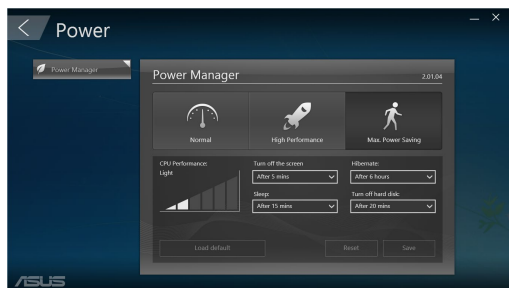 Power
Power Manager
Power Manager
2.01.04
Normal
High Performance
Max. Power Saving
CPU Performance:
Light
Turn off the screen
After 5 mins
Hibernate:
After 6 hours
Sleep:
After 15 mins
Turn off hard disk:
After 20 mins
Load default
Reset
Save
ASUS